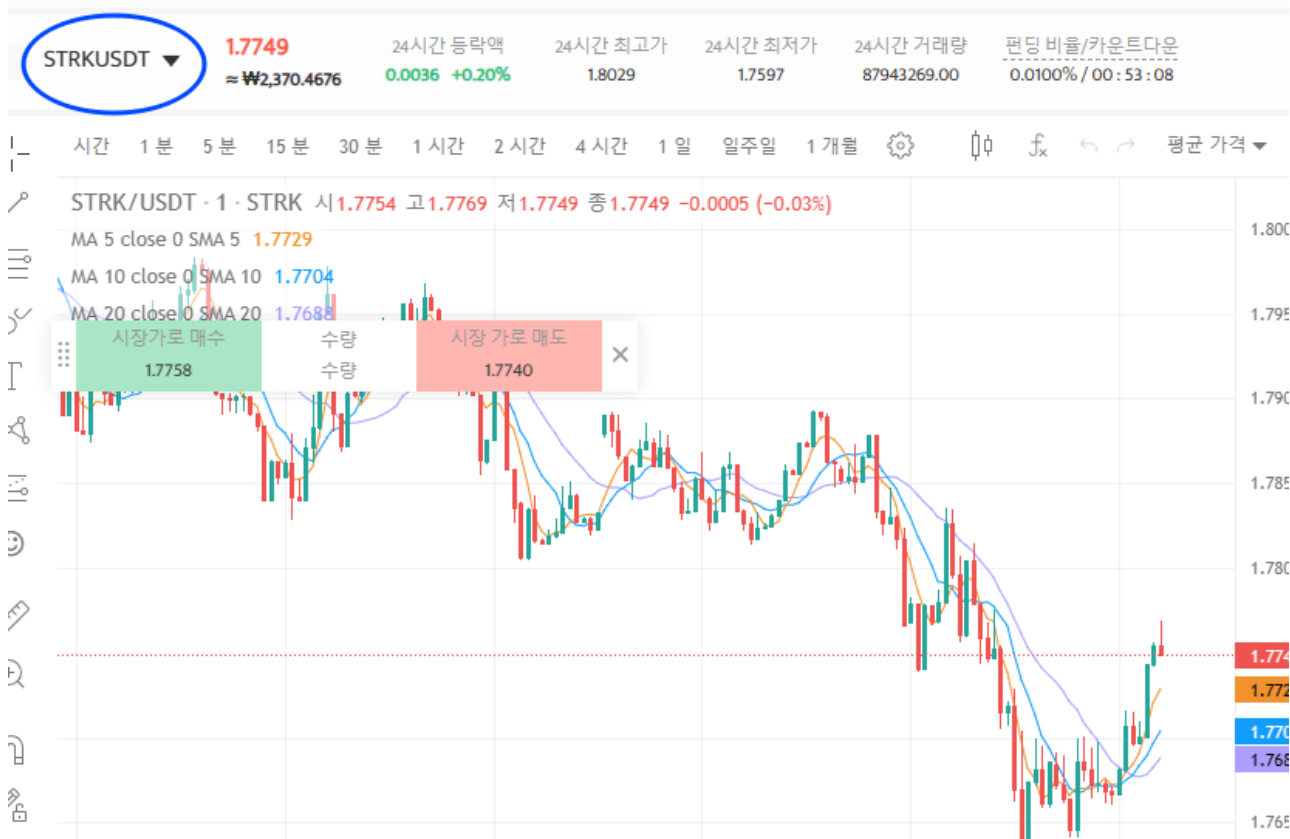 STRKUSDT
1.7749
≈ ₩2,370.4676
24시간 등락액
0.0036 +0.20%
24시간 최고가
1.8029
24시간 최저가
1.7597
24시간 거래량
87943269.00
펀딩 비율/카운트다운
0.0100% / 00 : 53 : 08
시간 1 분 5 분 15 분 30 분 1 시간 2 시간 4 시간 1 일 일주일 1 개월 평균 가격
STRK/USDT · 1 · STRK 시1.7754 고1.7769 저1.7749 종1.7749 −0.0005 (−0.03%)
MA 5 close 0 SMA 5 1.7729
MA 10 close 0 SMA 10 1.7704
MA 20 close 0 SMA 20 1.7688
시장가로 매수
1.7758
수량
수량
시장 가로 매도
1.7740
1.800
1.795
1.790
1.785
1.780
1.774
1.772
1.770
1.768
1.765